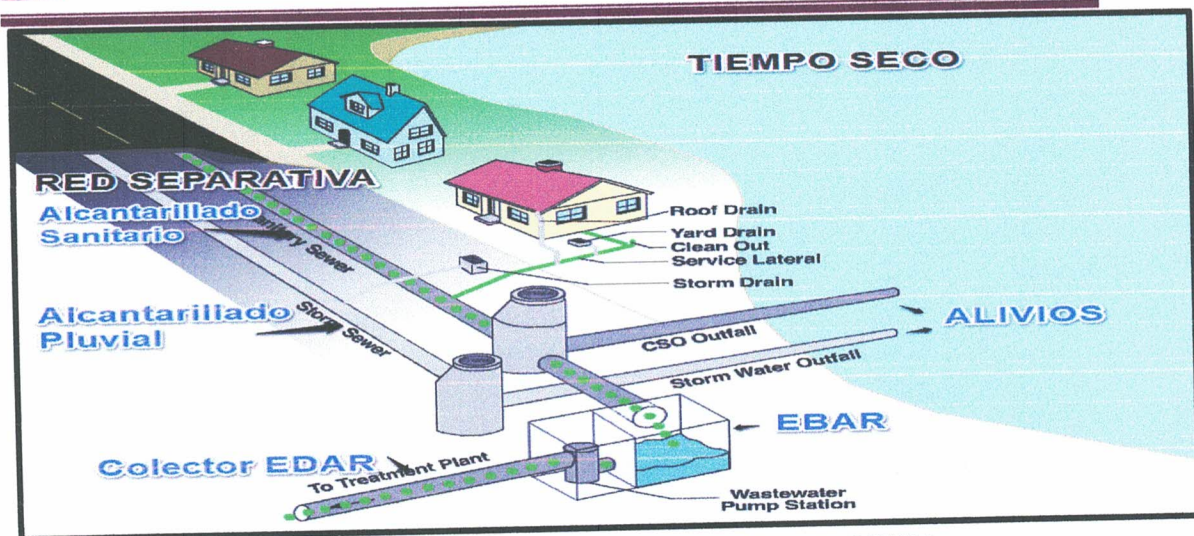 TIEMPO SECO
RED SEPARATIVA
Alcantarillado
Sanitario
Sewer
Roof Drain
Yard Drain
Clean Out
Service Lateral
Storm Drain
Alcantarillado
Pluvial
Storm Sewer
ALIVIOS
CSO Outfall
Storm Water Outfall
EBAR
Colector EDAR
To Treatment Plant
Wastewater
Pump Station